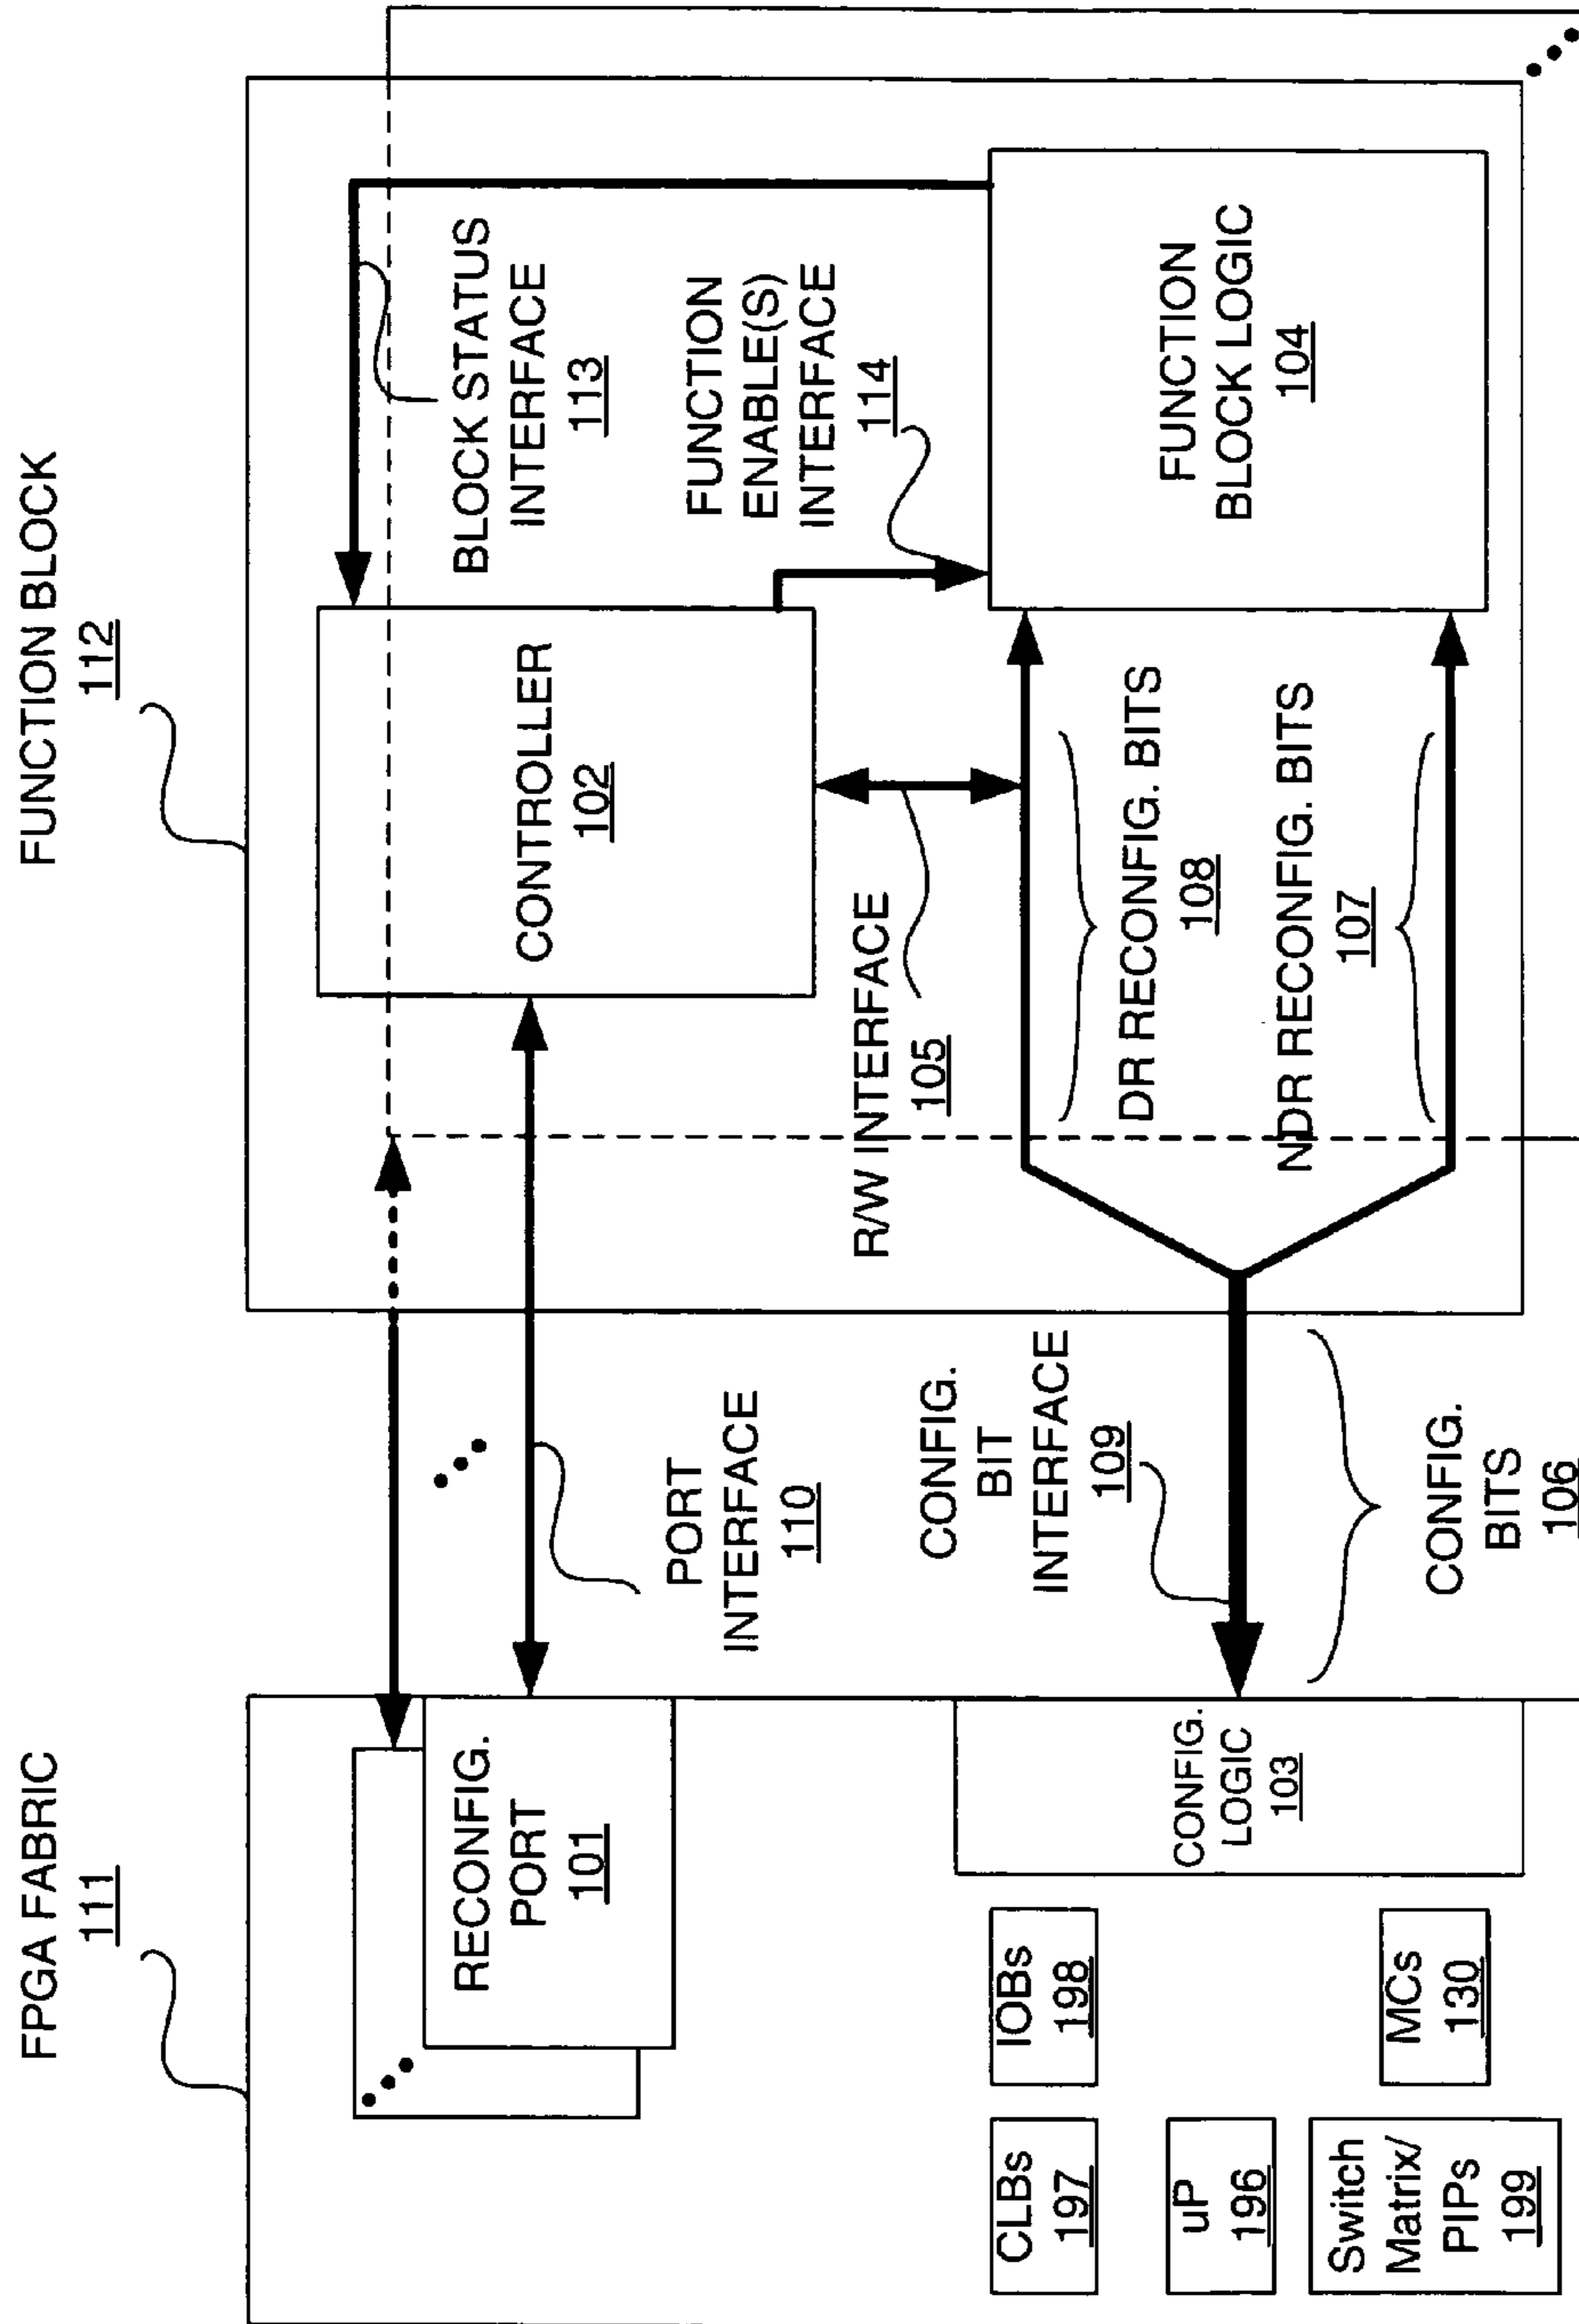 FPGA FABRIC
111
FUNCTION BLOCK
112
RECONFIG.
PORT
101
PORT
INTERFACE
110
CONTROLLER
102
BLOCK STATUS
INTERFACE
113
FUNCTION
ENABLE(S)
INTERFACE
114
R/W INTERFACE
105
CONFIG.
BIT
INTERFACE
109
CONFIG.
LOGIC
103
CONFIG.
BITS
106
DR RECONFIG. BITS
108
NDR RECONFIG. BITS
107
FUNCTION
BLOCK LOGIC
104
CLBs
197
IOBs
198
uP
196
MCs
130
Switch
Matrix/
PIPs
199